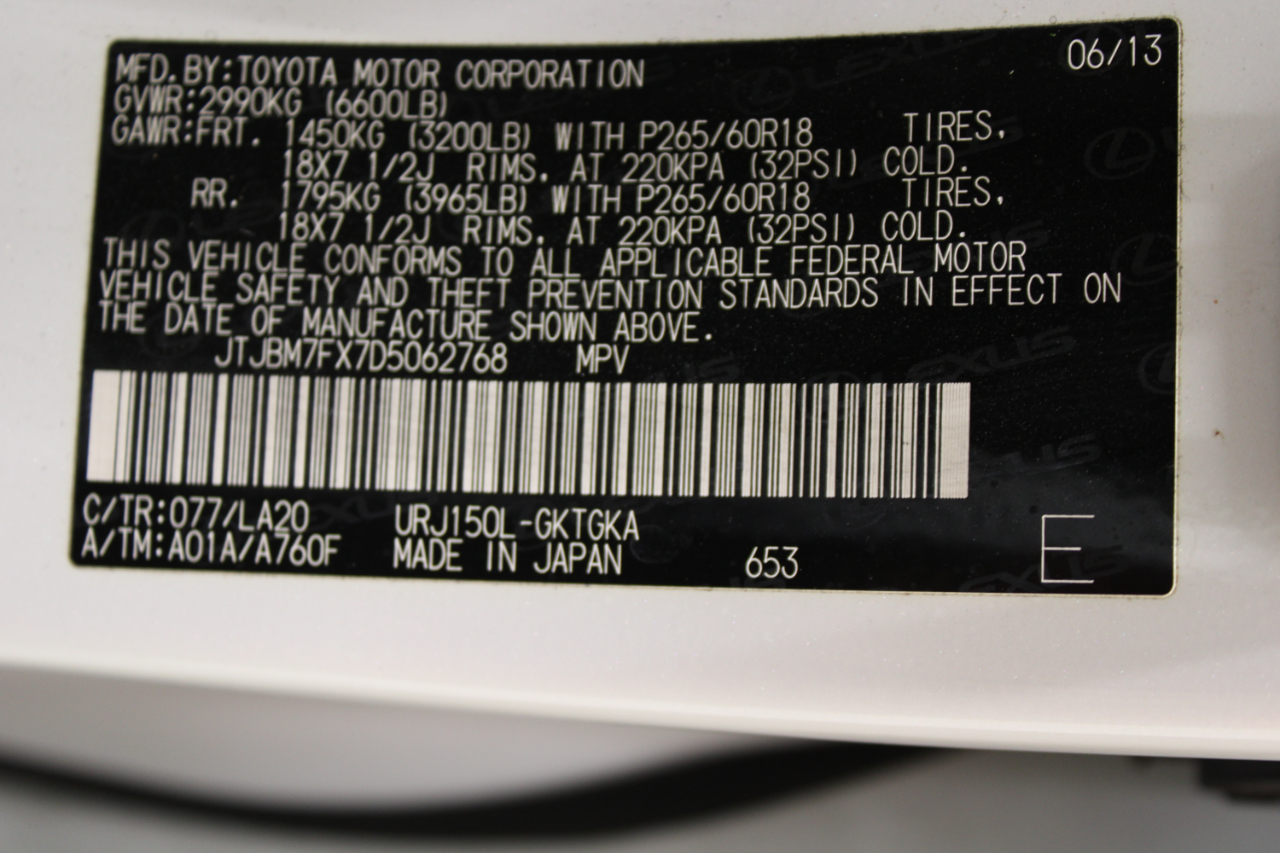 06/13
MFD.BY:TOYOTA MOTOR CORPORATION
GVWR:2990KG (6600LB)
GAWR:FRT. 1450KG (3200LB) WITH P265/60R18 TIRES,
18X7 1/2J RIMS, AT 220KPA (32PSI) COLD.
RR. 1795KG (3965LB) WITH P265/60R18 TIRES,
18X7 1/2J RIMS, AT 220KPA (32PSI) COLD.
THIS VEHICLE CONFORMS TO ALL APPLICABLE FEDERAL MOTOR
VEHICLE SAFETY AND THEFT PREVENTION STANDARDS IN EFFECT ON
THE DATE OF MANUFACTURE SHOWN ABOVE.
JTJBM7FX7D5062768 MPV
C/TR:077/LA20 URJ150L-GKTGKA
A/TM:A01A/A760F MADE IN JAPAN 653 E